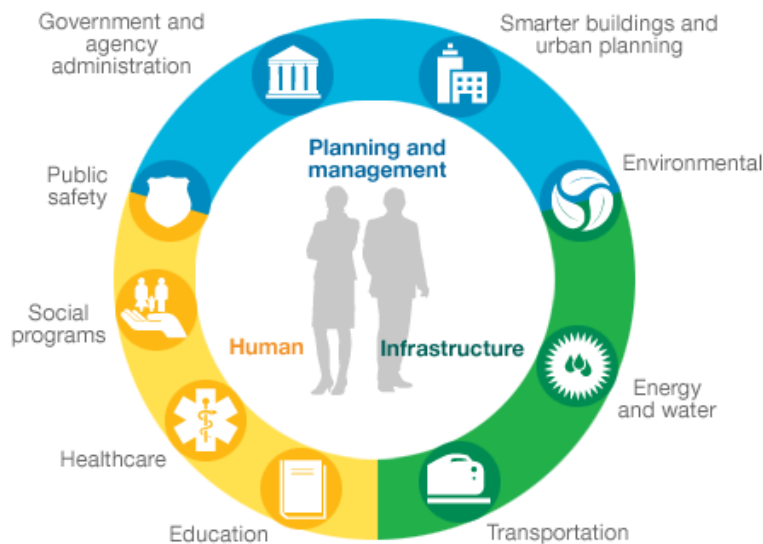 Government and
agency
administration
Smarter buildings and
urban planning
Planning and
management
Public
safety
Environmental
Social
programs
Human
Infrastructure
Energy
and water
Healthcare
Education
Transportation